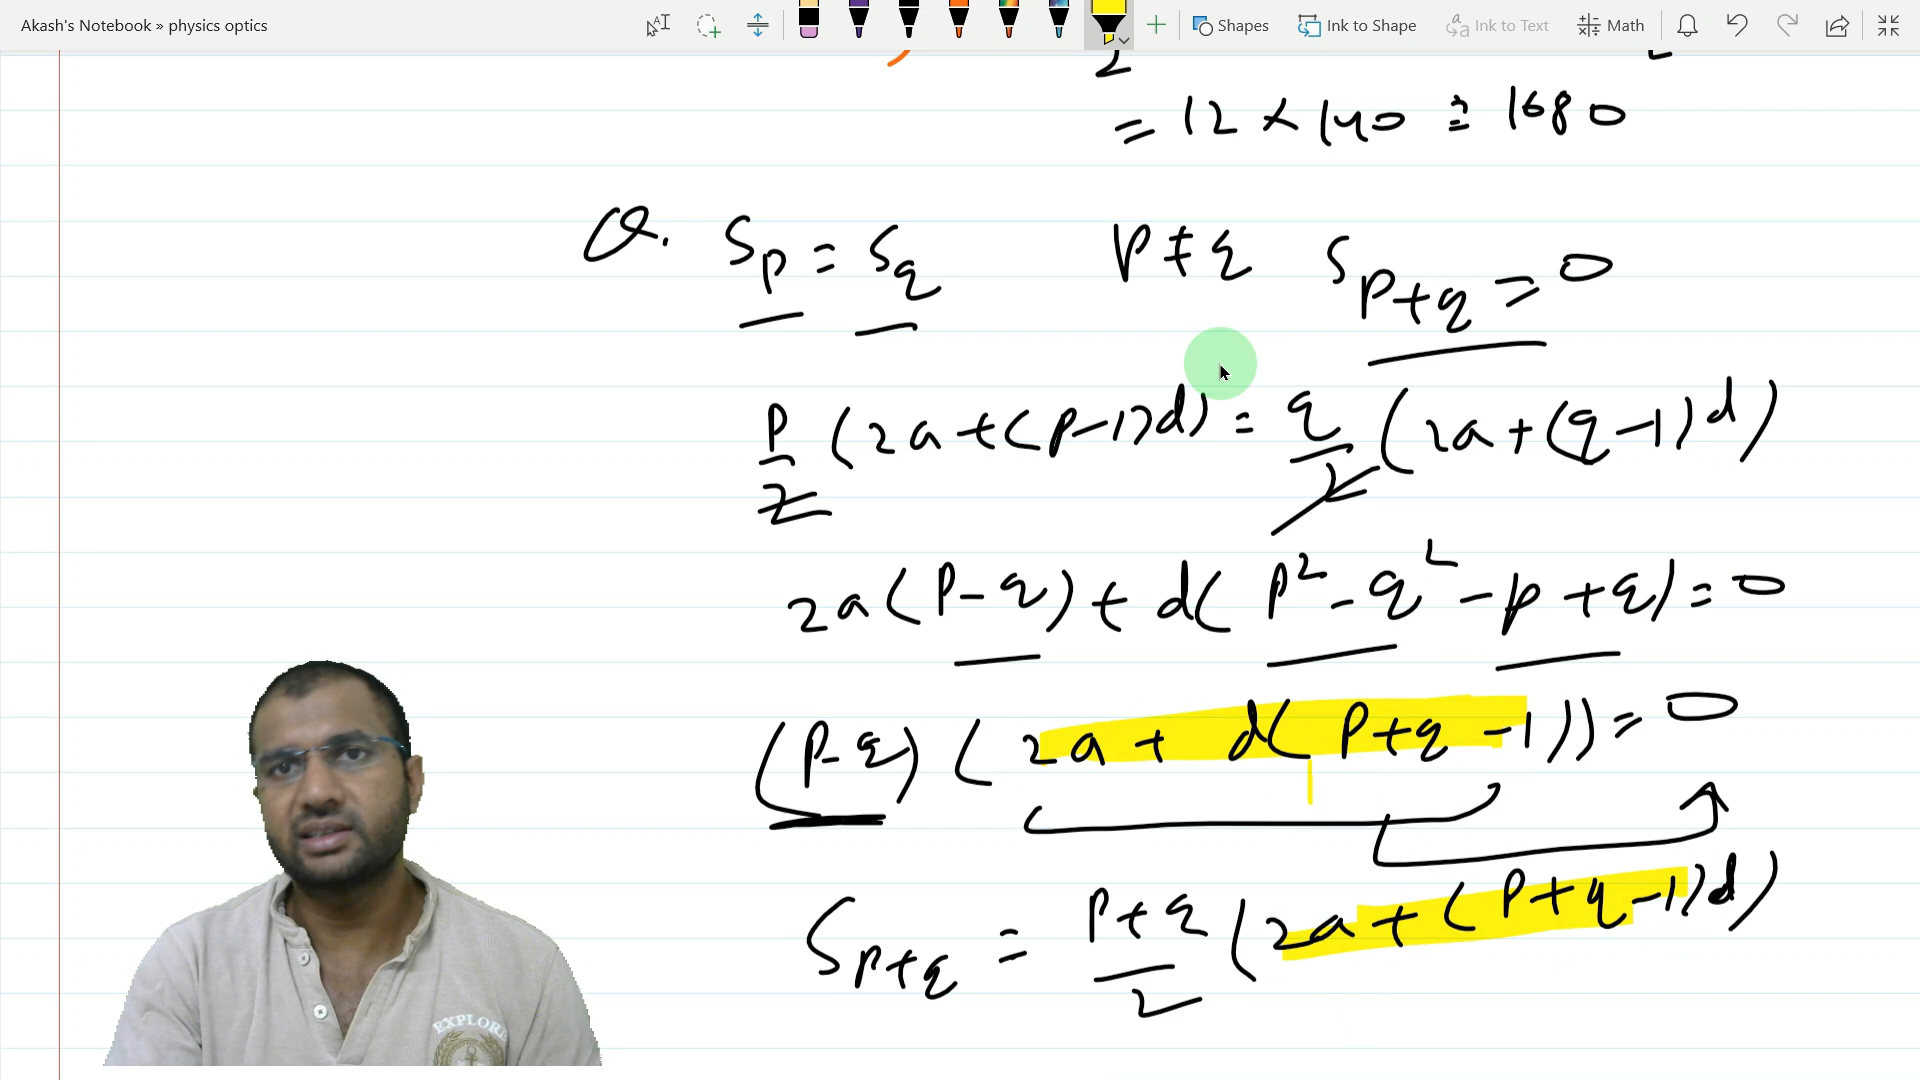 Akash's Notebook » physics optics
Shapes Ink to Shape Ink to Text Math
2
= 12 × 140 = 1680
Q. Sp = Sq p ≠ q Sp+q = 0
p/2 (2a + (p-1)d) = q/2 (2a + (q-1)d)
2a(p-q) + d(p² - q² - p + q) = 0
(p-q) (2a + d(p+q-1)) = 0
Sp+q = p+q/2 (2a + (p+q-1)d)
EXPLORE